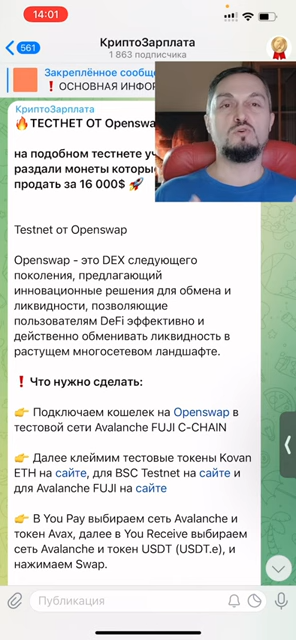 14:01
561
КриптоЗарплата
1 863 подписчика
Закреплённое сообще
❗ ОСНОВНАЯ ИНФОР
КриптоЗарплата
🔥ТЕСТНЕТ ОТ Openswa
на подобном тестнете уч
раздали монеты которы
продать за 16 000$ 🚀
Testnet от Openswap
Openswap - это DEX следующего
поколения, предлагающий
инновационные решения для обмена и
ликвидности, позволяющие
пользователям DeFi эффективно и
действенно обменивать ликвидность в
растущем многосетевом ландшафте.
❗ Что нужно сделать:
👉 Подключаем кошелек на Openswap в
тестовой сети Avalanche FUJI C-CHAIN
👉 Далее клеймим тестовые токены Kovan
ETH на сайте, для BSC Testnet на сайте и
для Avalanche FUJI на сайте
👉 В You Pay выбираем сеть Avalanche и
токен Avax, далее в You Receive выбираем
сеть Avalanche и токен USDT (USDT.e), и
нажимаем Swap.
Публикация